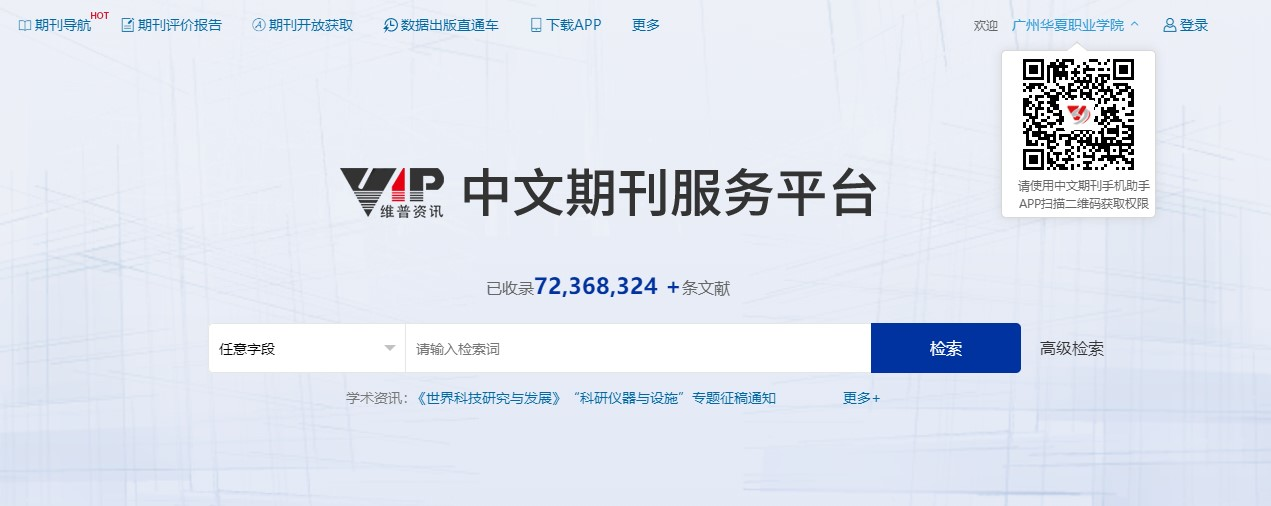 期刊导航 HOT 期刊评价报告 期刊开放获取 数据出版直通车 下载APP 更多 欢迎 广州华夏职业学院 登录
请使用中文期刊手机助手
APP扫描二维码获取权限
VIP 维普资讯 中文期刊服务平台
已收录72,368,324 +条文献
任意字段 请输入检索词 检索 高级检索
学术资讯：《世界科技研究与发展》“科研仪器与设施”专题征稿通知 更多+